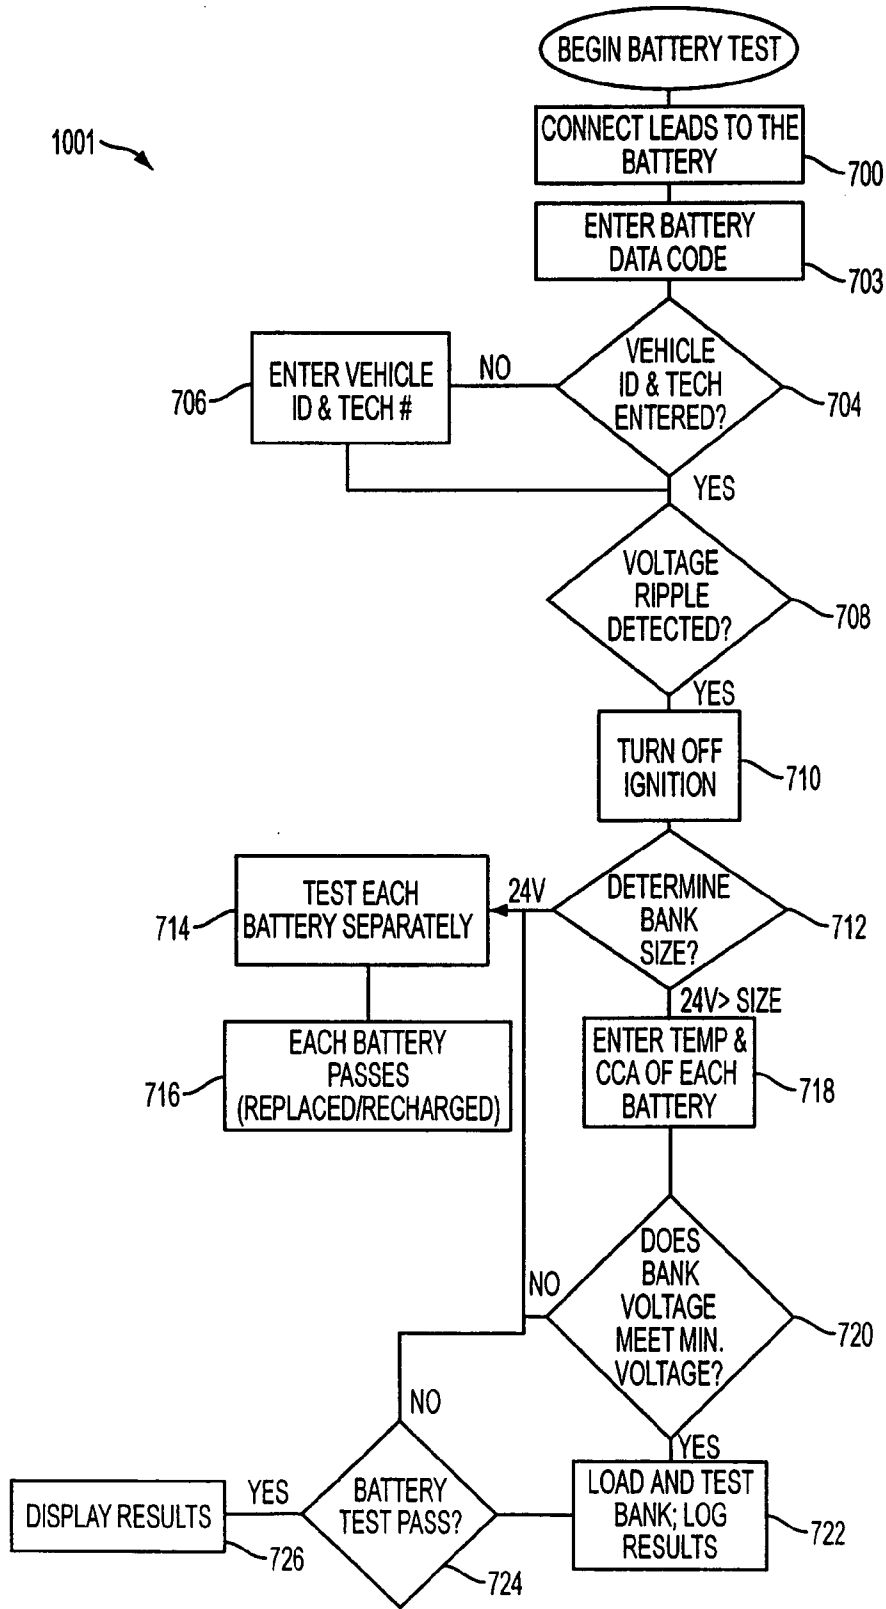 BEGIN BATTERY TEST
1001
CONNECT LEADS TO THE
BATTERY
700
ENTER BATTERY
DATA CODE
703
VEHICLE
ID & TECH
ENTERED?
704
NO
ENTER VEHICLE
ID & TECH #
706
YES
VOLTAGE
RIPPLE
DETECTED?
708
YES
TURN OFF
IGNITION
710
DETERMINE
BANK
SIZE?
712
24V
TEST EACH
BATTERY SEPARATELY
714
EACH BATTERY
PASSES
(REPLACED/RECHARGED)
716
24V> SIZE
ENTER TEMP &
CCA OF EACH
BATTERY
718
DOES
BANK
VOLTAGE
MEET MIN.
VOLTAGE?
720
NO
YES
LOAD AND TEST
BANK; LOG
RESULTS
722
NO
BATTERY
TEST PASS?
724
YES
DISPLAY RESULTS
726